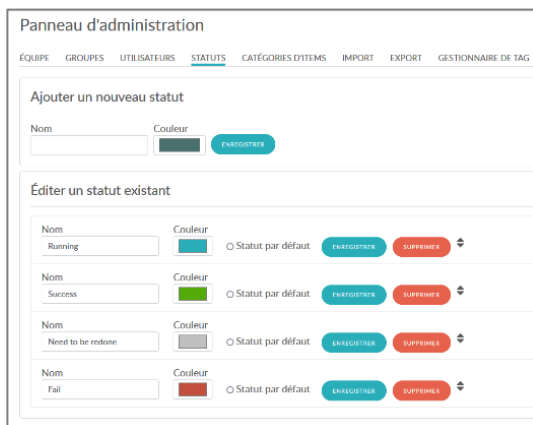 Panneau d'administration
ÉQUIPE GROUPES UTILISATEURS STATUTS CATÉGORIES D'ITEMS IMPORT EXPORT GESTIONNAIRE DE TAG
Ajouter un nouveau statut
Nom Couleur
ENREGISTRER
Éditer un statut existant
Nom Couleur
Running Statut par défaut ENREGISTRER SUPPRIMER
Nom Couleur
Success Statut par défaut ENREGISTRER SUPPRIMER
Nom Couleur
Need to be redone Statut par défaut ENREGISTRER SUPPRIMER
Nom Couleur
Fail Statut par défaut ENREGISTRER SUPPRIMER